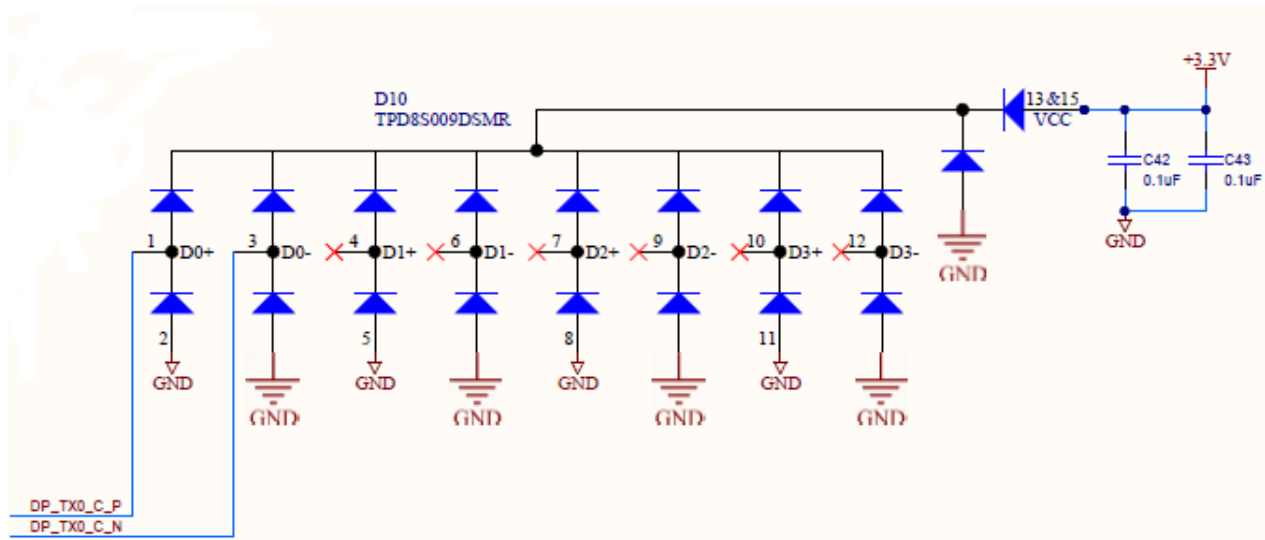 +3.3V
D10
TPD8S009DSMR
13&15
VCC
C42
0.1uF
C43
0.1uF
GND
GND
1 D0+
3 D0-
4 D1+
6 D1-
7 D2+
9 D2-
10 D3+
12 D3-
2
5
8
11
GND
GND
GND
GND
GND
GND
GND
GND
DP_TX0_C_P
DP_TX0_C_N